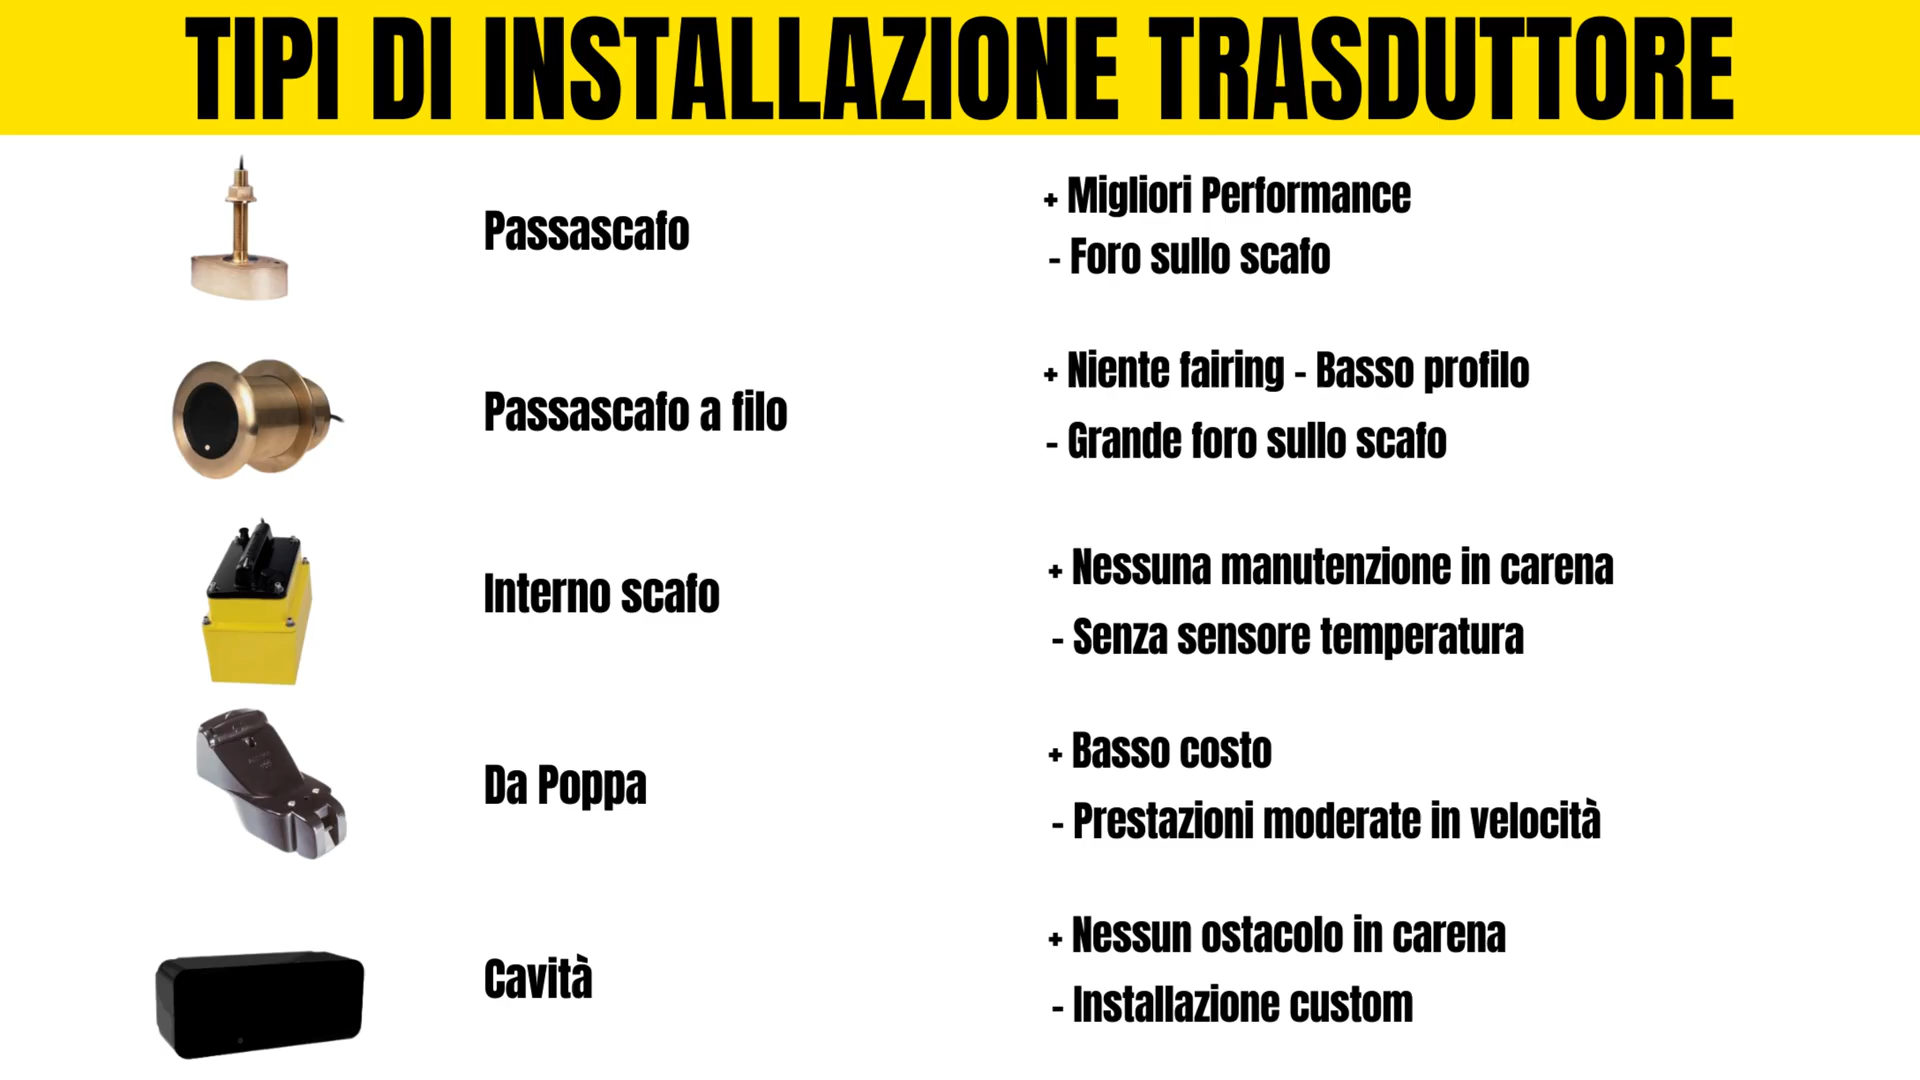 TIPI DI INSTALLAZIONE TRASDUTTORE
Passascafo
+ Migliori Performance
- Foro sullo scafo
Passascafo a filo
+ Niente fairing - Basso profilo
- Grande foro sullo scafo
Interno scafo
+ Nessuna manutenzione in carena
- Senza sensore temperatura
Da Poppa
+ Basso costo
- Prestazioni moderate in velocità
Cavità
+ Nessun ostacolo in carena
- Installazione custom